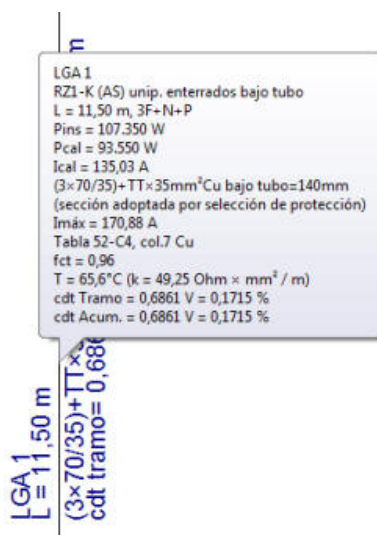 LGA 1
RZ1-K (AS) unip. enterrados bajo tubo
L = 11,50 m, 3F+N+P
Pins = 107.350 W
Pcal = 93.550 W
Ical = 135,03 A
(3×70/35)+TT×35mm²Cu bajo tubo=140mm
(sección adoptada por selección de protección)
Imáx = 170,88 A
Tabla 52-C4, col.7 Cu
fct = 0,96
T = 65,6°C (k = 49,25 Ohm × mm² / m)
cdt Tramo = 0,6861 V = 0,1715 %
cdt Acum. = 0,6861 V = 0,1715 %
LGA 1
L = 11,50 m
(3×70/35)+TT×
cdt tramo= 0,68